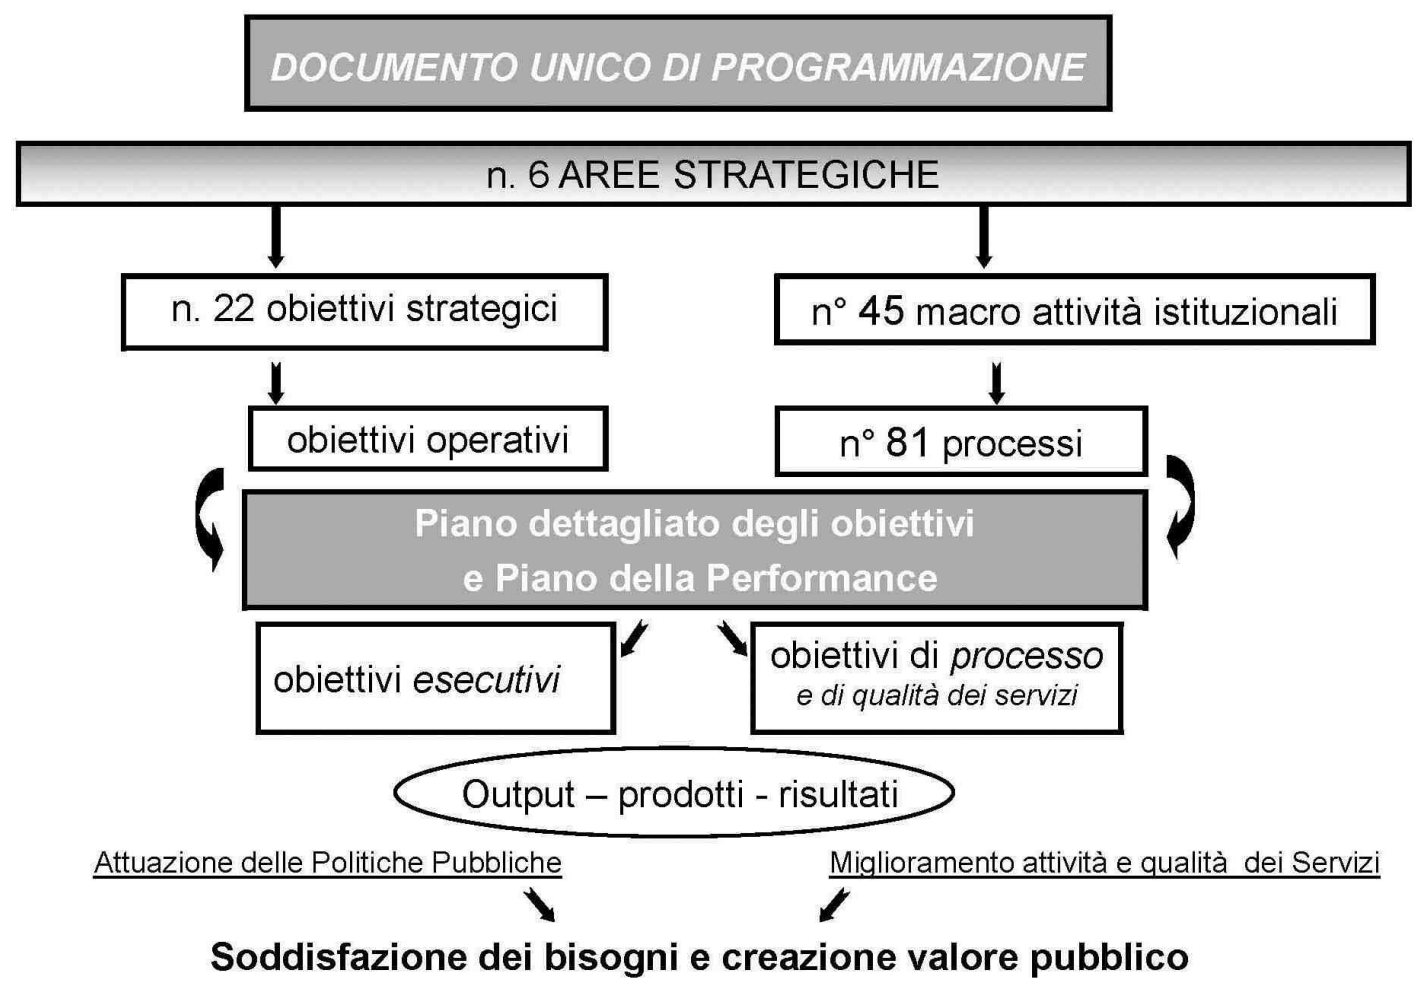 DOCUMENTO UNICO DI PROGRAMMAZIONE
n. 6 AREE STRATEGICHE
n. 22 obiettivi strategici
n° 45 macro attività istituzionali
obiettivi operativi
n° 81 processi
Piano dettagliato degli obiettivi
e Piano della Performance
obiettivi esecutivi
obiettivi di processo
e di qualità dei servizi
Output – prodotti - risultati
Attuazione delle Politiche Pubbliche
Miglioramento attività e qualità dei Servizi
Soddisfazione dei bisogni e creazione valore pubblico